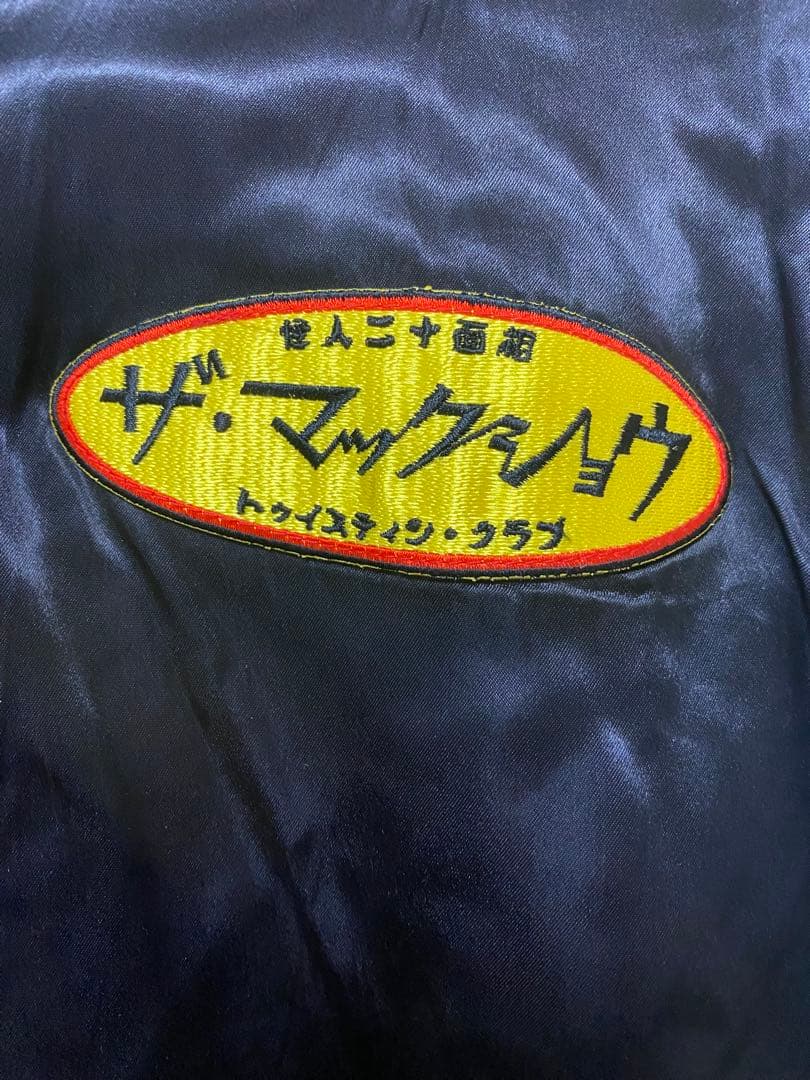 怪人二十面組
ザ・マックショウ
トゥイスティン・クラブ